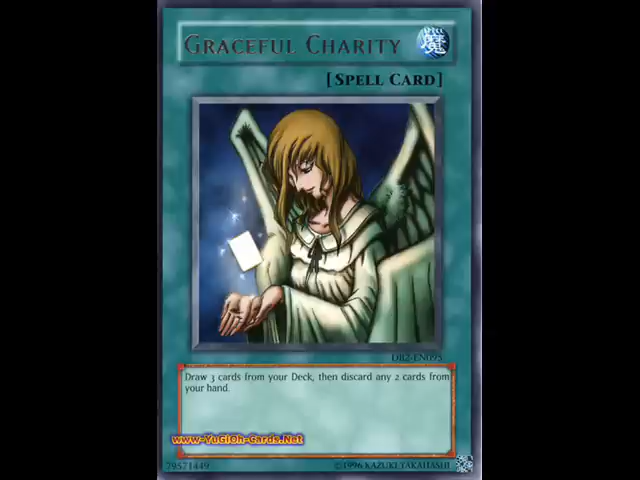 GRACEFUL CHARITY 魔
[SPELL CARD]
DB2-EN095
Draw 3 cards from your Deck, then discard any 2 cards from
your hand.
www-YuGiOh-Cards.Net
79571449 ©1996 KAZUKI TAKAHASHI